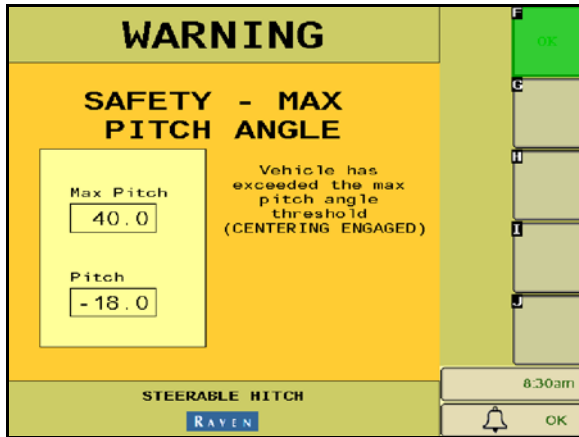 WARNING
SAFETY - MAX
PITCH ANGLE
Max Pitch
40.0
Pitch
-18.0
Vehicle has
exceeded the max
pitch angle
threshold
(CENTERING ENGAGED)
STEERABLE HITCH
RAVEN
F
OK
G
H
I
J
8:30am
OK